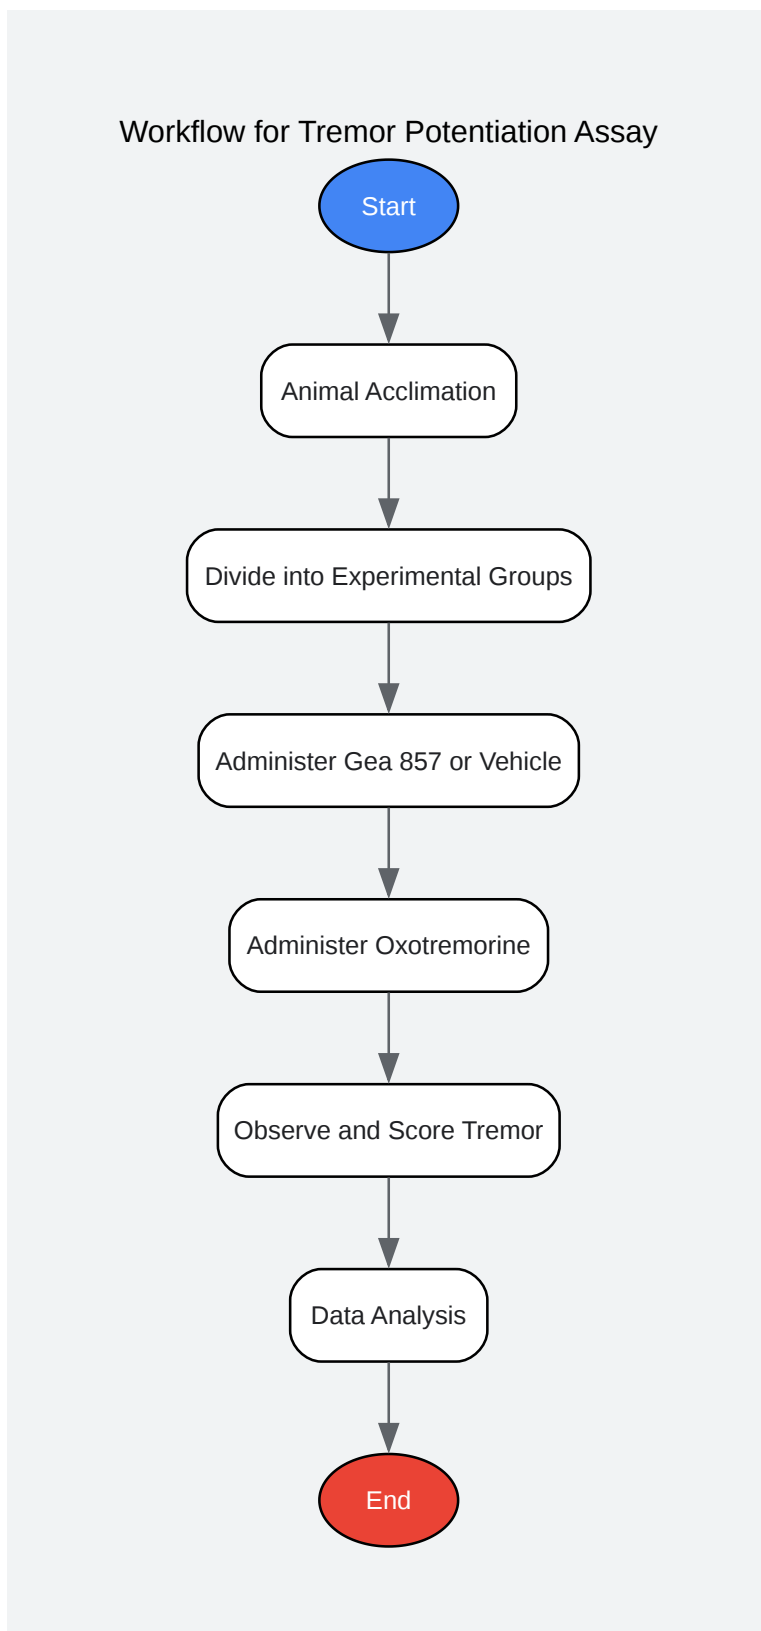 Workflow for Tremor Potentiation Assay
Start
Animal Acclimation
Divide into Experimental Groups
Administer Gea 857 or Vehicle
Administer Oxotremorine
Observe and Score Tremor
Data Analysis
End